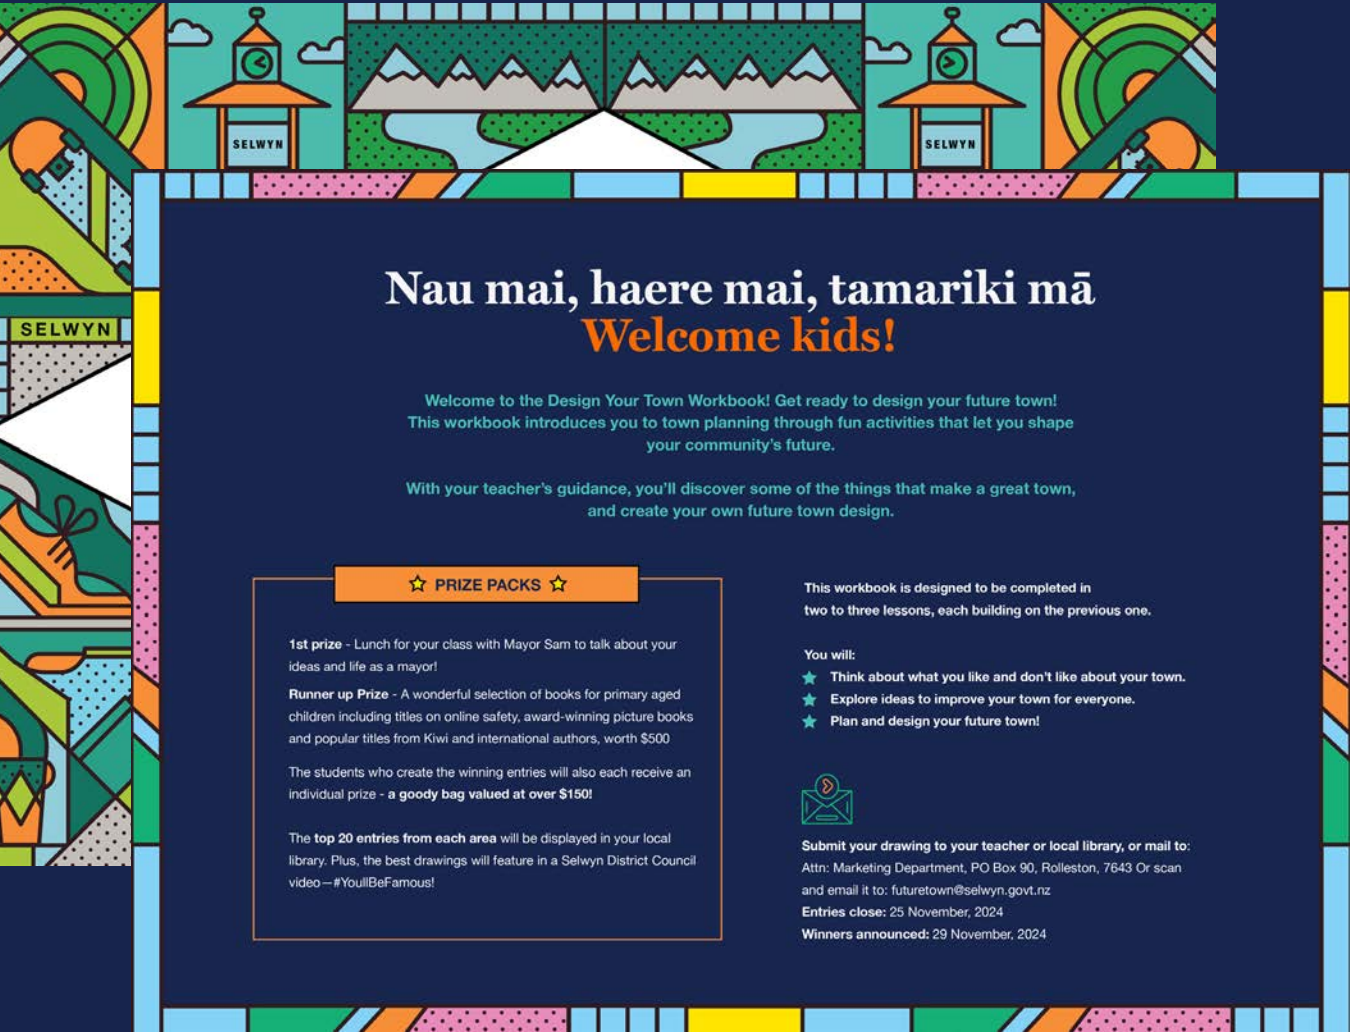 SELWYN
SELWYN
SELWYN
Nau mai, haere mai, tamariki mā
Welcome kids!
Welcome to the Design Your Town Workbook! Get ready to design your future town!
This workbook introduces you to town planning through fun activities that let you shape
your community's future.
With your teacher's guidance, you'll discover some of the things that make a great town,
and create your own future town design.
PRIZE PACKS
1st prize - Lunch for your class with Mayor Sam to talk about your
ideas and life as a mayor!
Runner up Prize - A wonderful selection of books for primary aged
children including titles on online safety, award-winning picture books
and popular titles from Kiwi and international authors, worth $500
The students who create the winning entries will also each receive an
individual prize - a goody bag valued at over $150!
The top 20 entries from each area will be displayed in your local
library. Plus, the best drawings will feature in a Selwyn District Council
video—#YoullBeFamous!
This workbook is designed to be completed in
two to three lessons, each building on the previous one.
You will:
Think about what you like and don't like about your town.
Explore ideas to improve your town for everyone.
Plan and design your future town!
Submit your drawing to your teacher or local library, or mail to:
Attn: Marketing Department, PO Box 90, Rolleston, 7643 Or scan
and email it to: futuretown@selwyn.govt.nz
Entries close: 25 November, 2024
Winners announced: 29 November, 2024